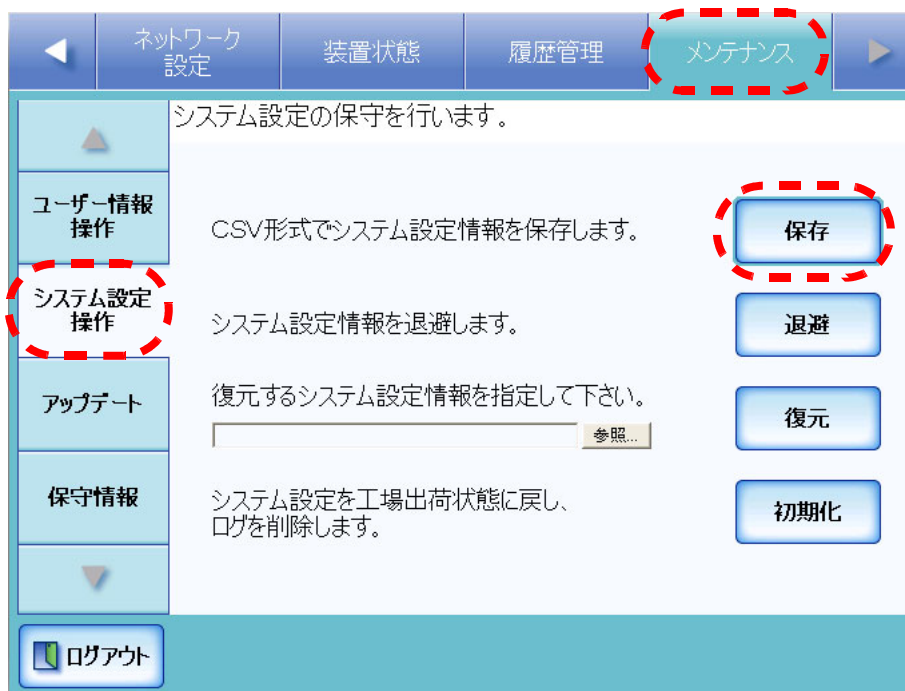 ネットワーク
設定
装置状態
履歴管理
メンテナンス
システム設定の保守を行います。
ユーザー情報
操作
CSV形式でシステム設定情報を保存します。
保存
システム設定
操作
システム設定情報を退避します。
退避
アップデート
復元するシステム設定情報を指定して下さい。
参照...
復元
保守情報
システム設定を工場出荷状態に戻し、
ログを削除します。
初期化
ログアウト